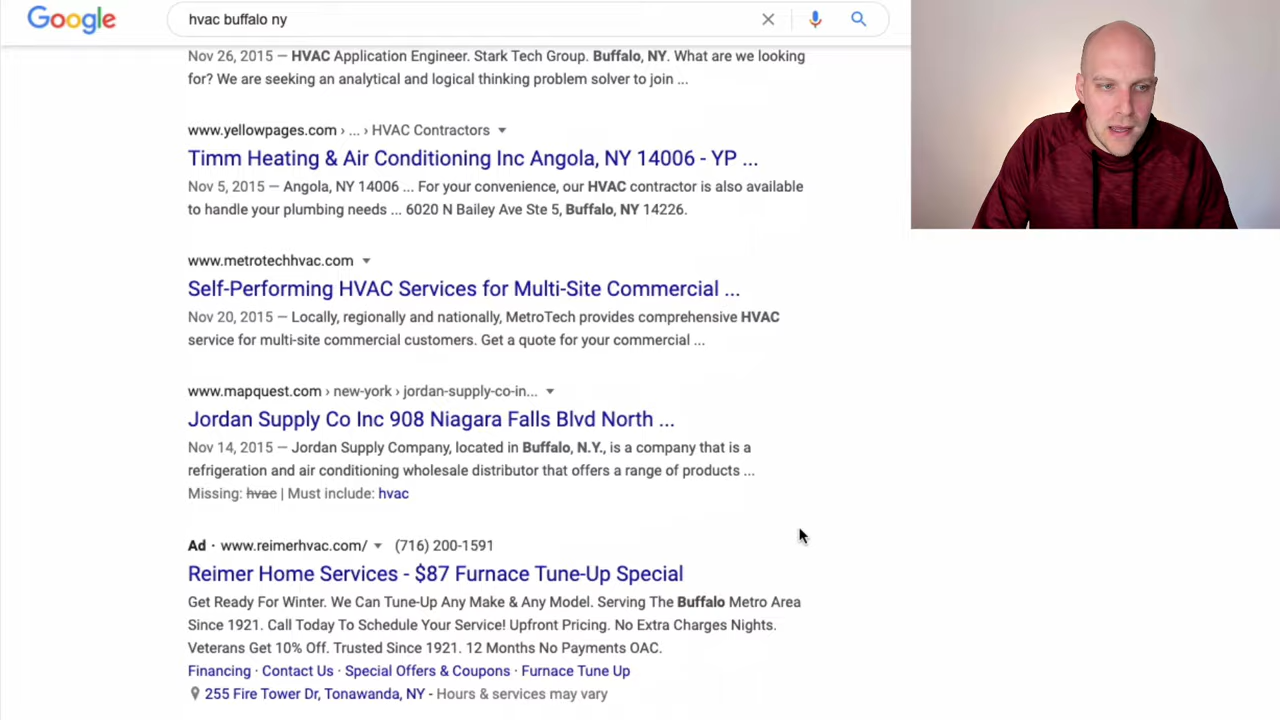 Google
hvac buffalo ny
Nov 26, 2015 — HVAC Application Engineer. Stark Tech Group. Buffalo, NY. What are we looking
for? We are seeking an analytical and logical thinking problem solver to join ...
www.yellowpages.com › ... › HVAC Contractors
Timm Heating & Air Conditioning Inc Angola, NY 14006 - YP ...
Nov 5, 2015 — Angola, NY 14006 ... For your convenience, our HVAC contractor is also available
to handle your plumbing needs ... 6020 N Bailey Ave Ste 5, Buffalo, NY 14226.
www.metrotechhvac.com
Self-Performing HVAC Services for Multi-Site Commercial ...
Nov 20, 2015 — Locally, regionally and nationally, MetroTech provides comprehensive HVAC
service for multi-site commercial customers. Get a quote for your commercial ...
www.mapquest.com › new-york › jordan-supply-co-in...
Jordan Supply Co Inc 908 Niagara Falls Blvd North ...
Nov 14, 2015 — Jordan Supply Company, located in Buffalo, N.Y., is a company that is a
refrigeration and air conditioning wholesale distributor that offers a range of products ...
Missing: hvac | Must include: hvac
Ad · www.reimerhvac.com/ (716) 200-1591
Reimer Home Services - $87 Furnace Tune-Up Special
Get Ready For Winter. We Can Tune-Up Any Make & Any Model. Serving The Buffalo Metro Area
Since 1921. Call Today To Schedule Your Service! Upfront Pricing. No Extra Charges Nights.
Veterans Get 10% Off. Trusted Since 1921. 12 Months No Payments OAC.
Financing · Contact Us · Special Offers & Coupons · Furnace Tune Up
255 Fire Tower Dr, Tonawanda, NY - Hours & services may vary